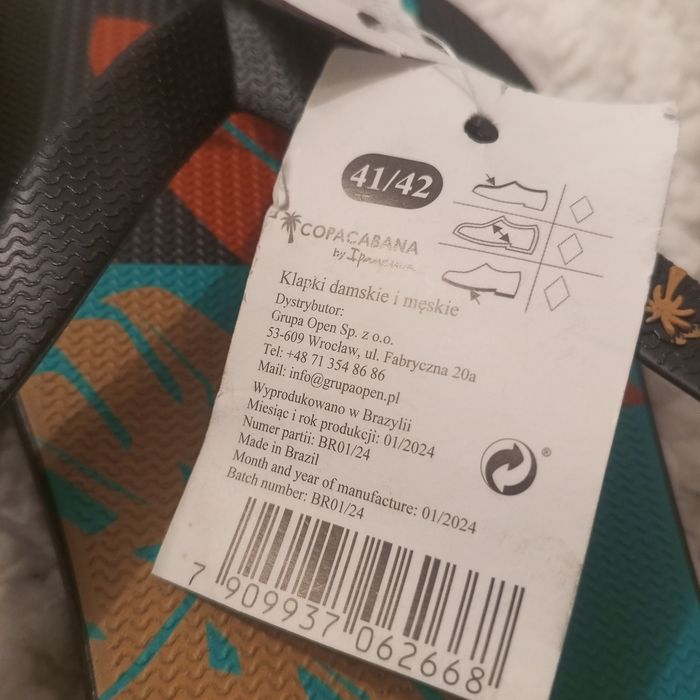 41/42
COPACABANA
by Ipanema
Klapki damskie i męskie
Dystrybutor:
Grupa Open Sp. z o.o.
53-609 Wrocław, ul. Fabryczna 20a
Tel: +48 71 354 86 86
Mail: info@grupaopen.pl
Wyprodukowano w Brazylii
Miesiąc i rok produkcji: 01/2024
Numer partii: BR01/24
Made in Brazil
Month and year of manufacture: 01/2024
Batch number: BR01/24
®
7 909937 062668